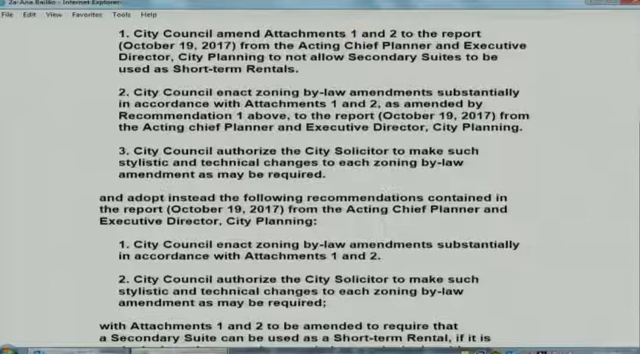 Za-Ana Bailão - Internet Explorer
File Edit View Favorites Tools Help
1. City Council amend Attachments 1 and 2 to the report
(October 19, 2017) from the Acting Chief Planner and Executive
Director, City Planning to not allow Secondary Suites to be
used as Short-term Rentals.
2. City Council enact zoning by-law amendments substantially
in accordance with Attachments 1 and 2, as amended by
Recommendation 1 above, to the report (October 19, 2017) from
the Acting chief Planner and Executive Director, City Planning.
3. City Council authorize the City Solicitor to make such
stylistic and technical changes to each zoning by-law
amendment as may be required.
and adopt instead the following recommendations contained in
the report (October 19, 2017) from the Acting Chief Planner and
Executive Director, City Planning:
1. City Council enact zoning by-law amendments substantially
in accordance with Attachments 1 and 2.
2. City Council authorize the City Solicitor to make such
stylistic and technical changes to each zoning by-law
amendment as may be required;
with Attachments 1 and 2 to be amended to require that
a Secondary Suite can be used as a Short-term Rental, if it is